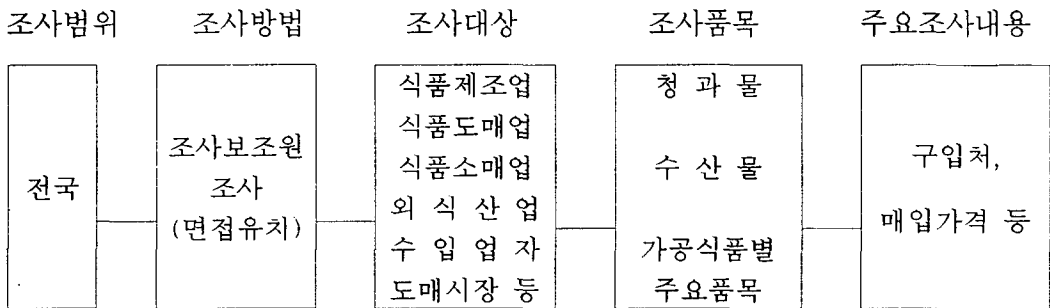 조사범위 조사방법 조사대상 조사품목 주요조사내용
전국
조사보조원
조사
(면접유치)
식품제조업
식품도매업
식품소매업
외 식 산 업
수 입 업 자
도매시장 등
청 과 물
수 산 물
가공식품별
주요품목
구입처,
매입가격 등